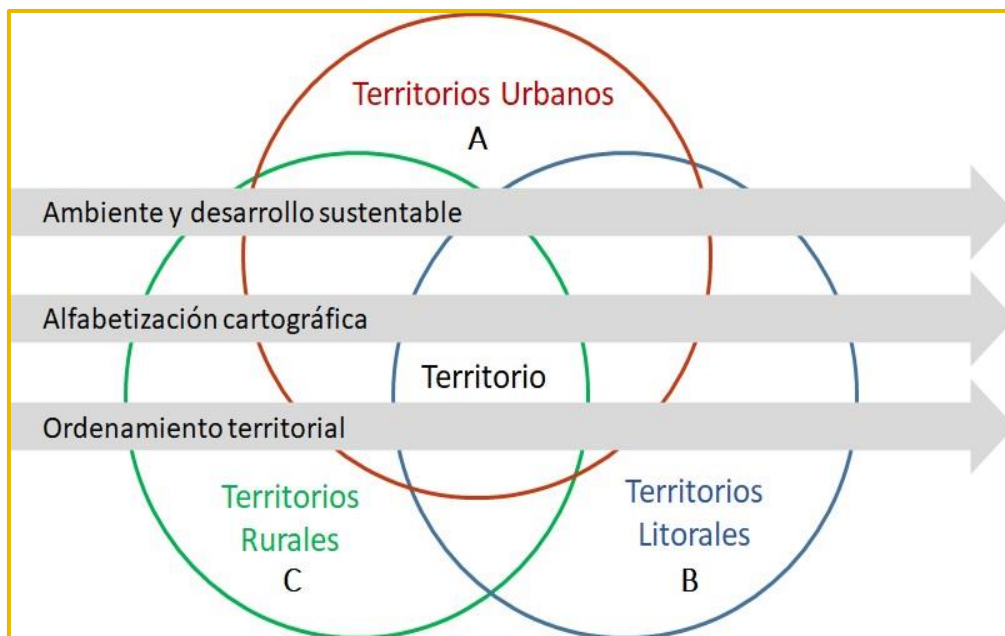 Territorios Urbanos
A
Ambiente y desarrollo sustentable
Alfabetización cartográfica
Territorio
Ordenamiento territorial
Territorios
Rurales
C
Territorios
Litorales
B